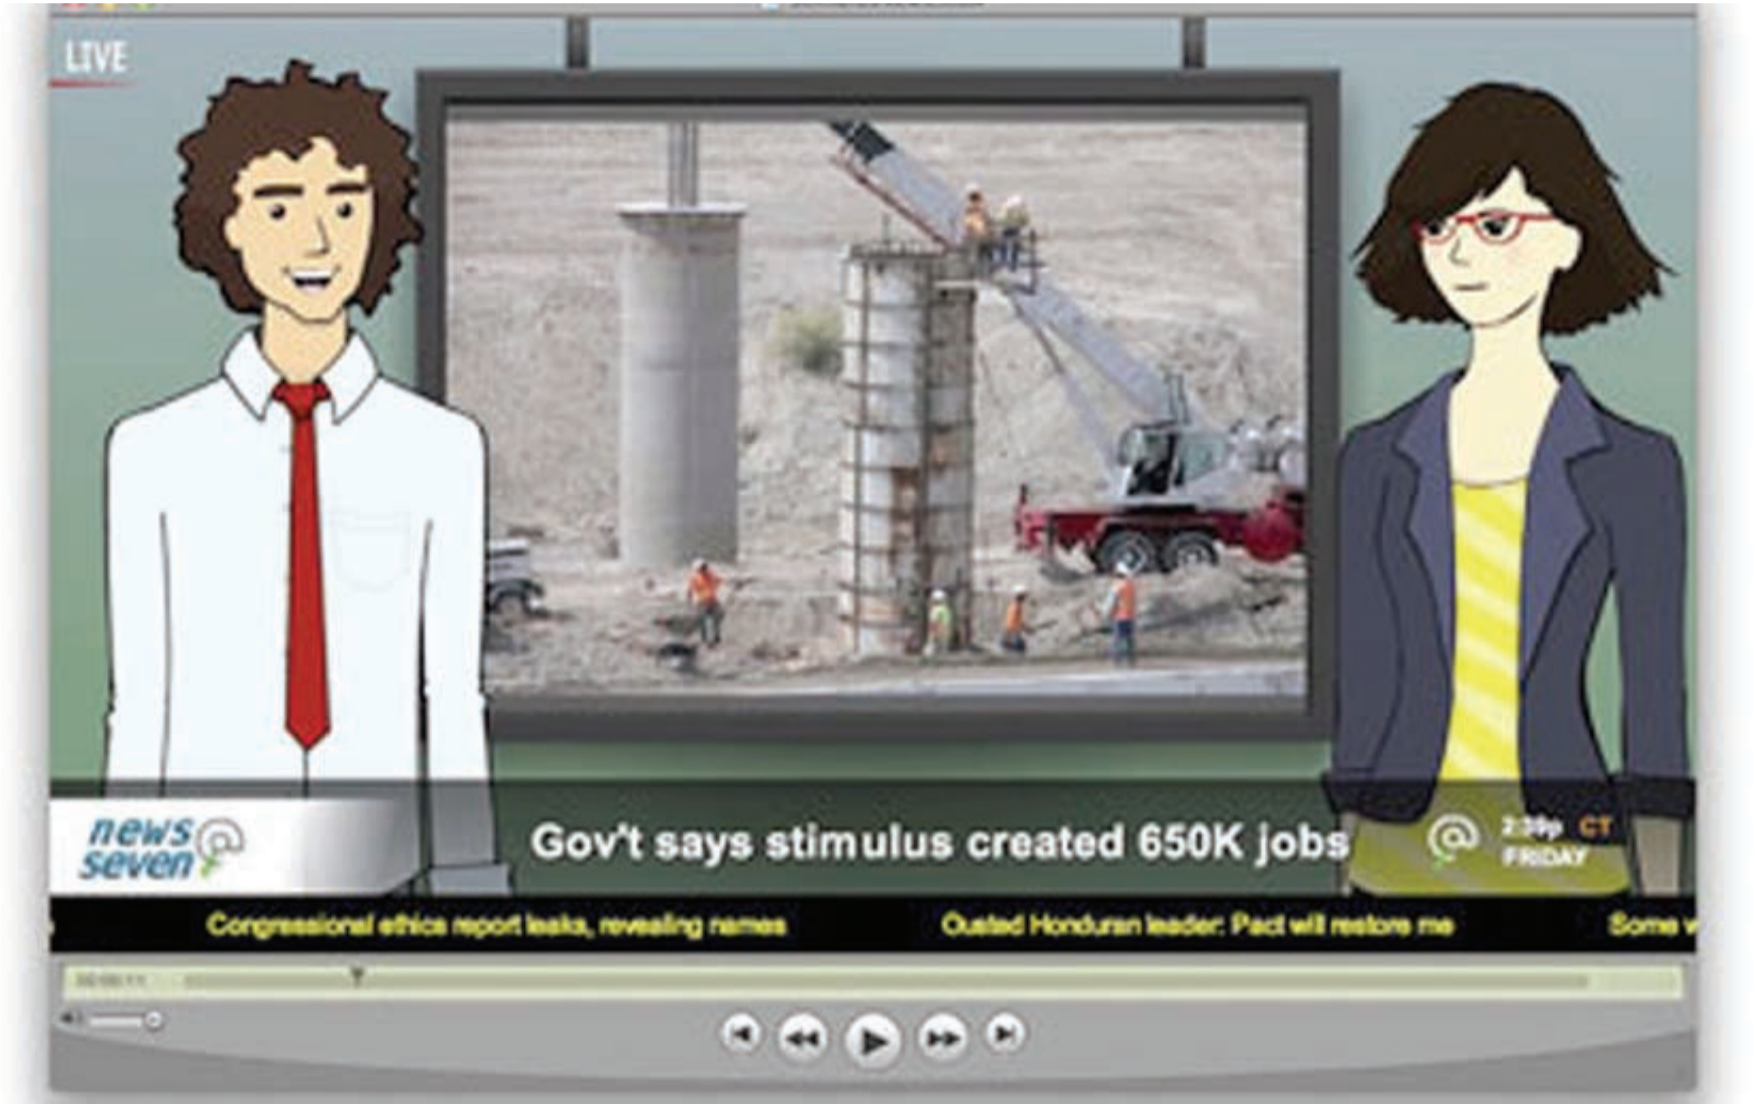 LIVE
Gov't says stimulus created 650K jobs
news
seven
2:39p CT
FRIDAY
Congressional ethics report leaks, revealing names
Ousted Honduran leader: Pact will restore me
Some